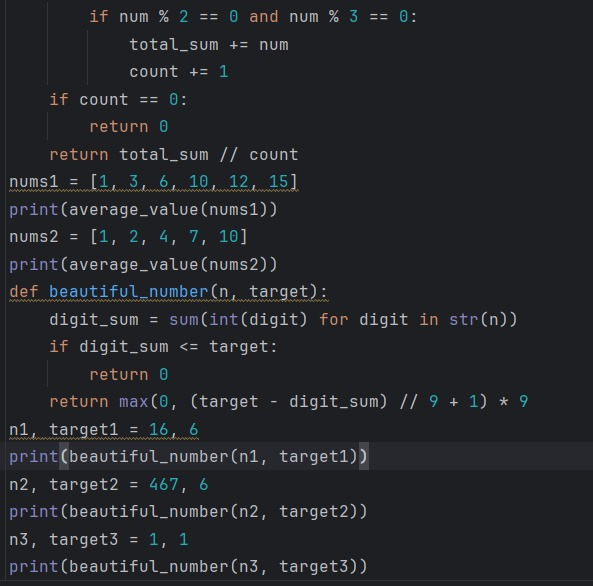 if num % 2 == 0 and num % 3 == 0:
            total_sum += num
            count += 1
    if count == 0:
        return 0
    return total_sum // count
nums1 = [1, 3, 6, 10, 12, 15]
print(average_value(nums1))
nums2 = [1, 2, 4, 7, 10]
print(average_value(nums2))
def beautiful_number(n, target):
    digit_sum = sum(int(digit) for digit in str(n))
    if digit_sum <= target:
        return 0
    return max(0, (target - digit_sum) // 9 + 1) * 9
n1, target1 = 16, 6
print(beautiful_number(n1, target1))
n2, target2 = 467, 6
print(beautiful_number(n2, target2))
n3, target3 = 1, 1
print(beautiful_number(n3, target3))